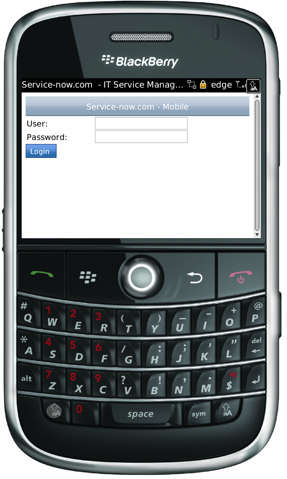 BlackBerry
Service-now.com - IT Service Manag... edge
Service-now.com - Mobile
User:
Password:
Login
# 1 2 3 ( ) _ - + @
Q W E R T Y U I O P
* 4 5 6 / : ; ' " del
A S D F G H J K L
alt 7 8 9 ? ! , . $
Z X C V B N M
0 space sym aA